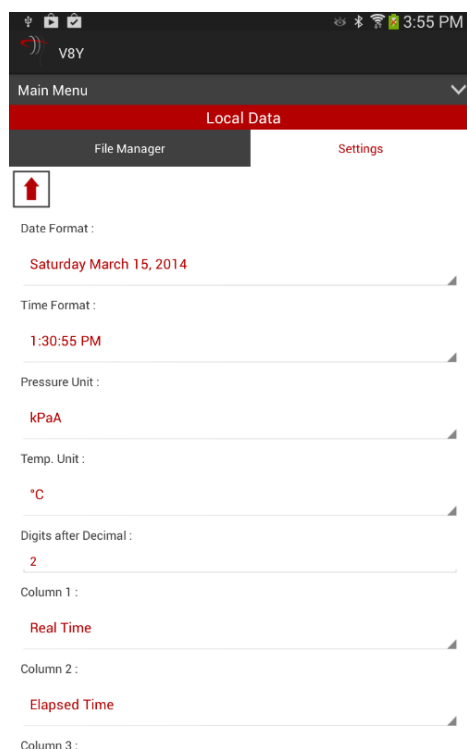 3:55 PM
V8Y
Main Menu
Local Data
File Manager
Settings
Date Format :
Saturday March 15, 2014
Time Format :
1:30:55 PM
Pressure Unit :
kPaA
Temp. Unit :
°C
Digits after Decimal :
2
Column 1 :
Real Time
Column 2 :
Elapsed Time
Column 3 :